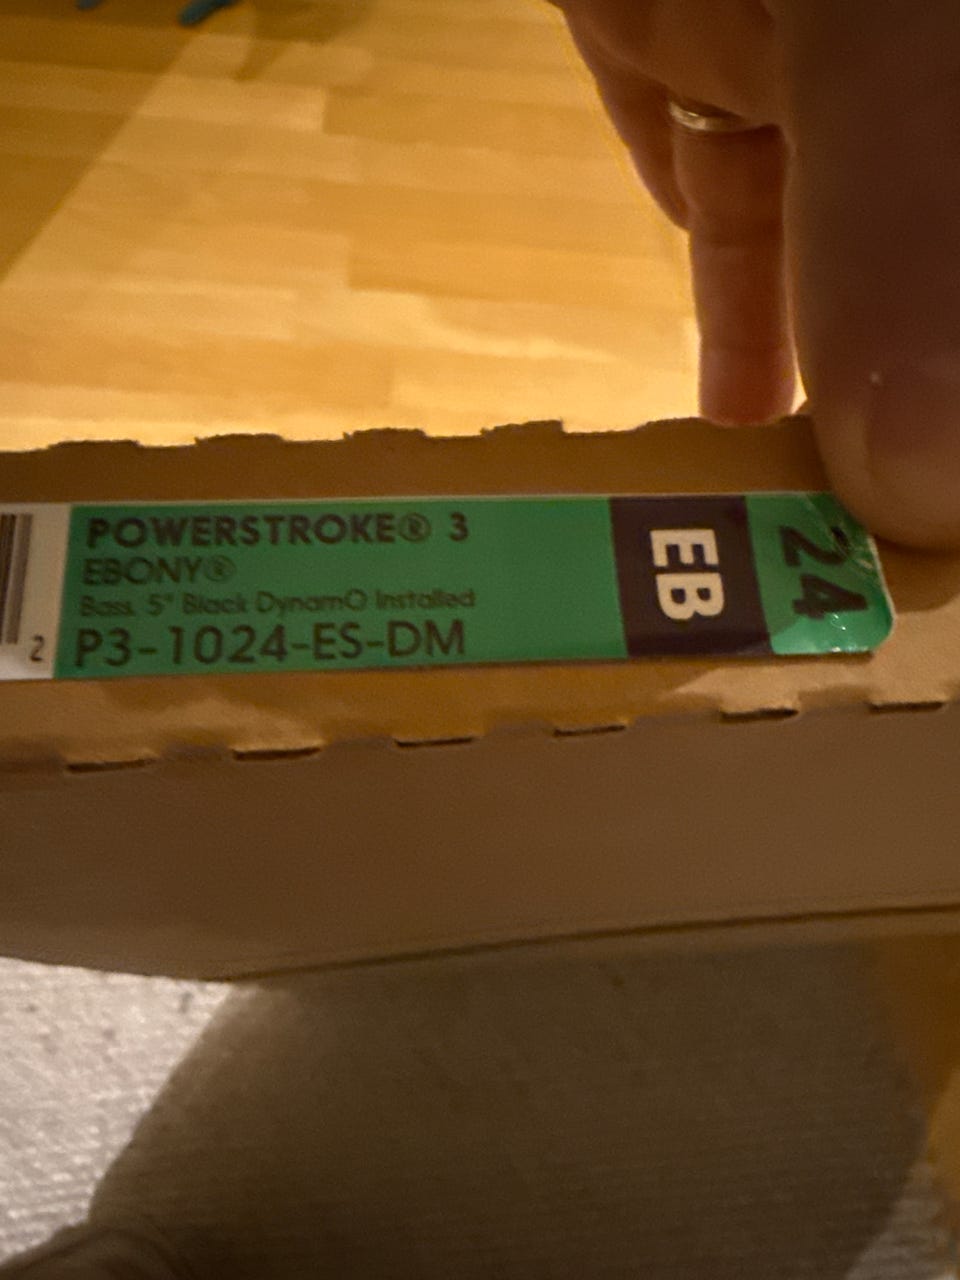 POWERSTROKE® 3
EBONY®
Bass, 5" Black DynamO Installed
P3-1024-ES-DM
2
EB
24